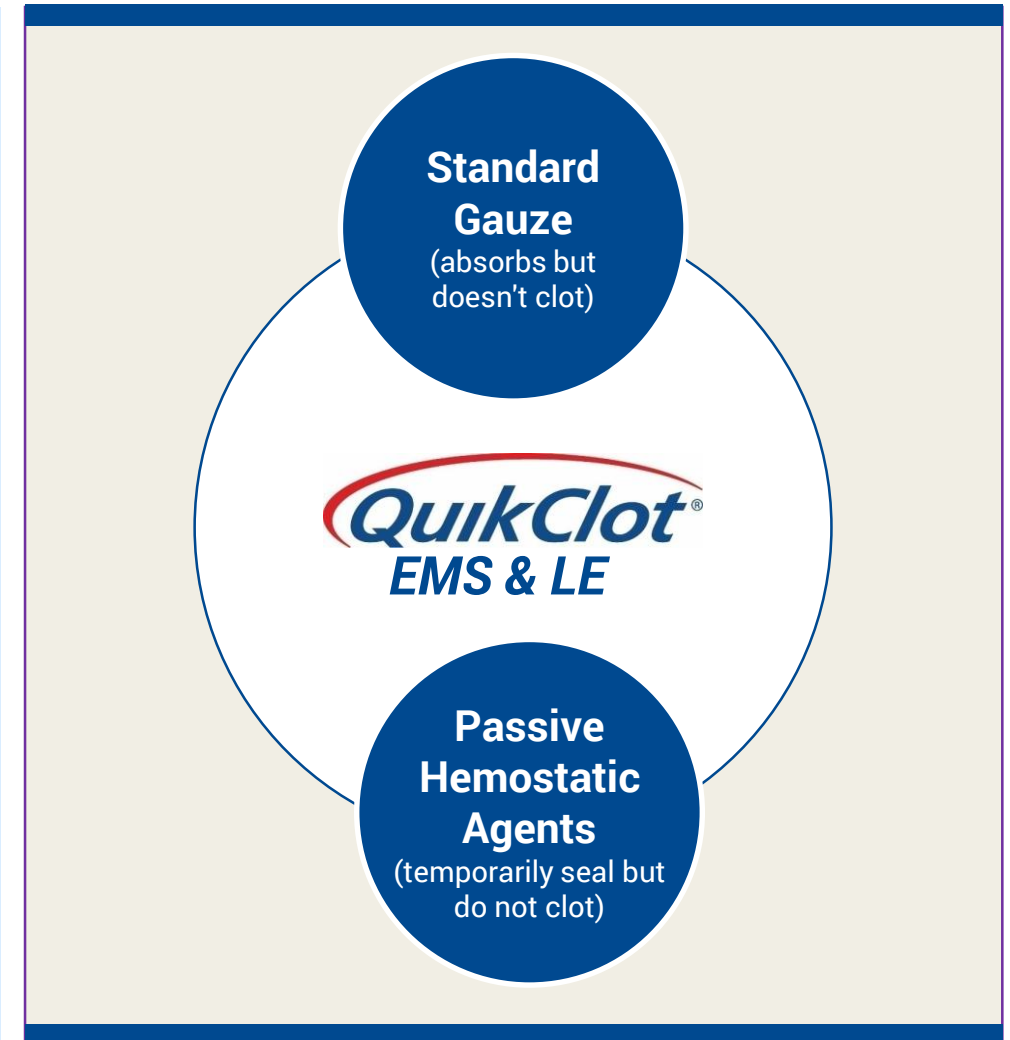 Standard
Gauze
(absorbs but
doesn't clot)
QuikClot®
EMS & LE
Passive
Hemostatic
Agents
(temporarily seal but
do not clot)